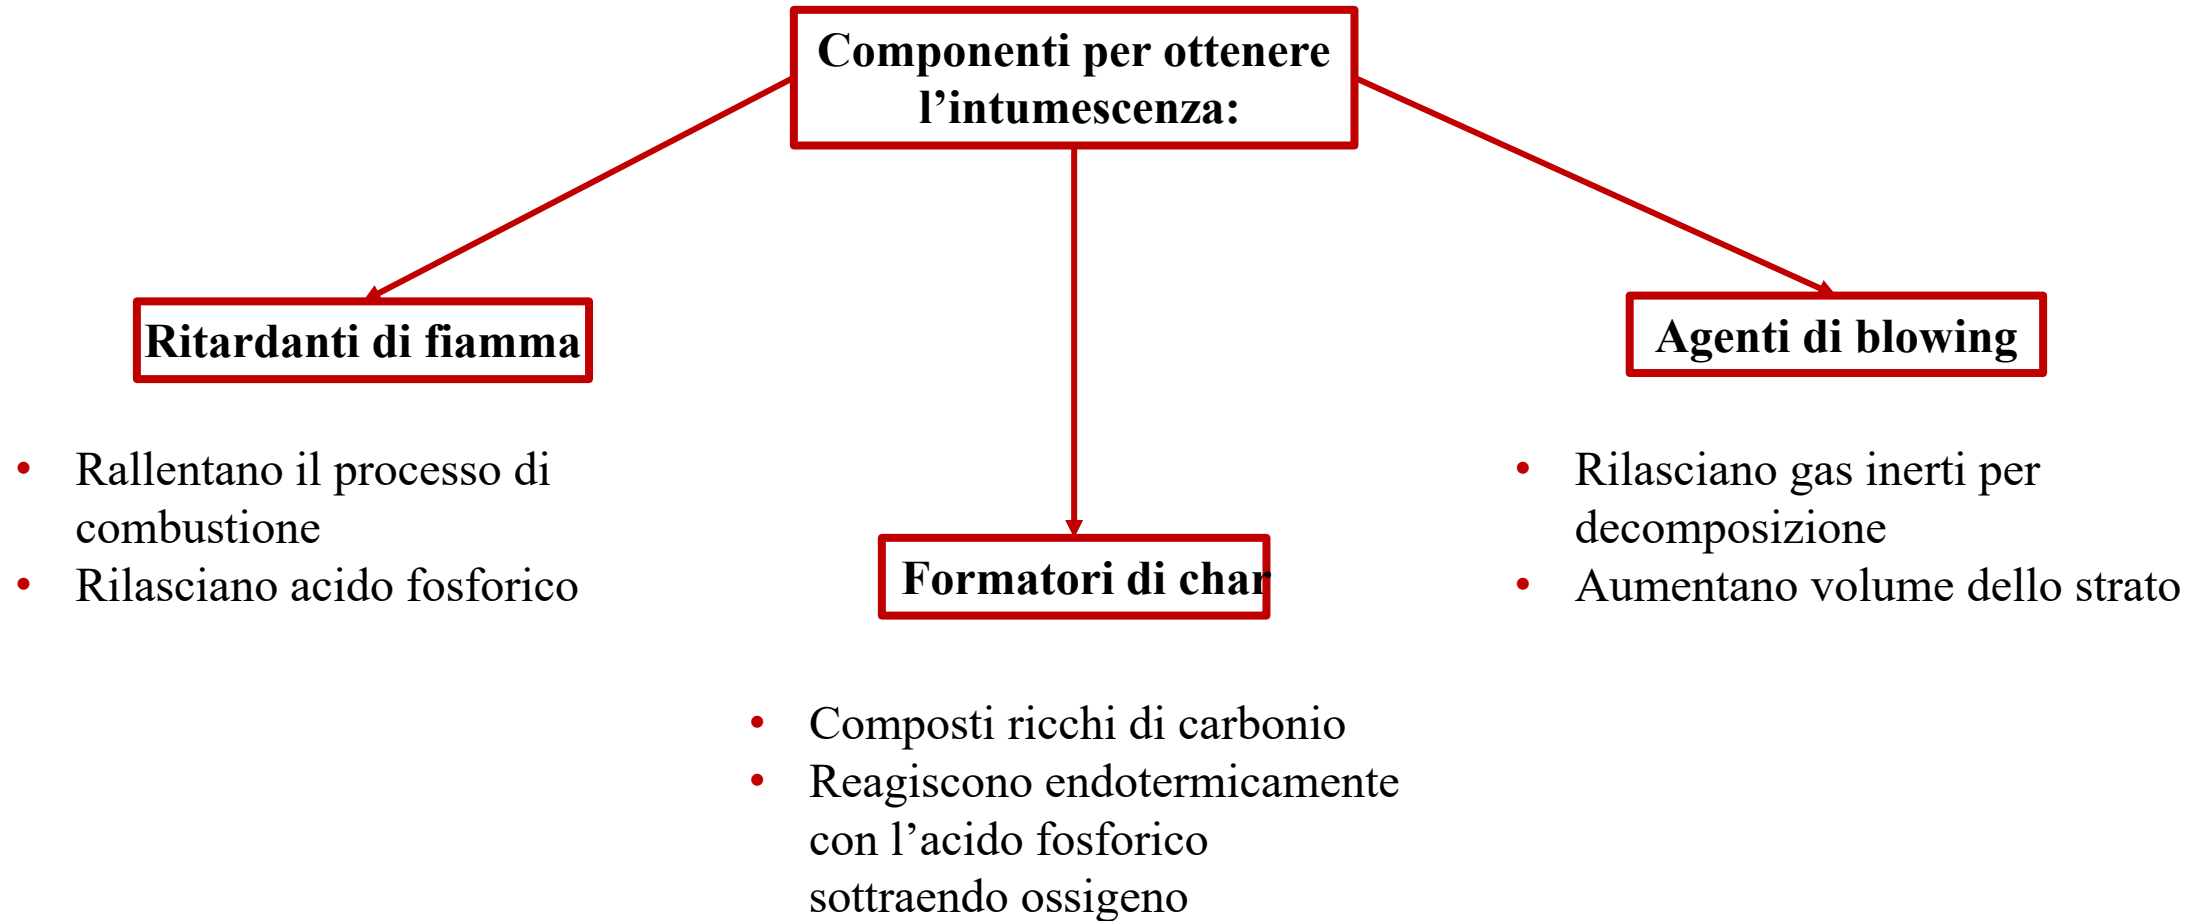 Componenti per ottenere
l’intumescenza:
Ritardanti di fiamma
• Rallentano il processo di
combustione
• Rilasciano acido fosforico
Formatori di char
• Composti ricchi di carbonio
• Reagiscono endotermicamente
con l’acido fosforico
sottraendo ossigeno
Agenti di blowing
• Rilasciano gas inerti per
decomposizione
• Aumentano volume dello strato